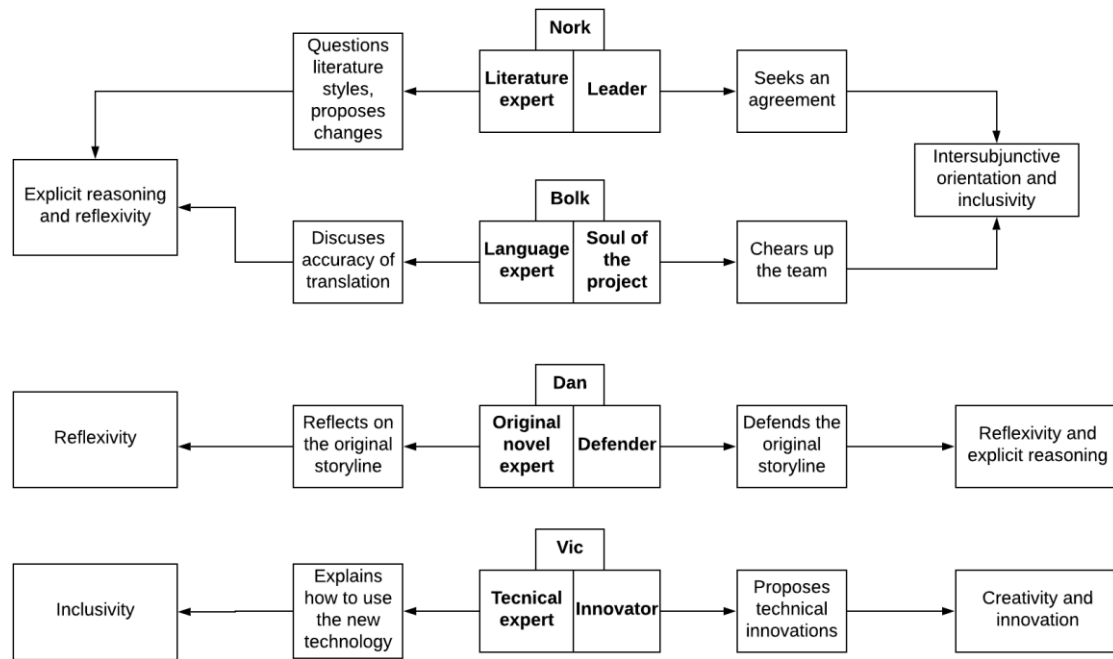 Nork
Questions
literature
styles,
proposes
changes
Literature
expert
Leader
Seeks an
agreement
Explicit reasoning
and reflexivity
Intersubjunctive
orientation and
inclusivity
Bolk
Discuses
accuracy of
translation
Language
expert
Soul of
the
project
Chears up
the team
Dan
Reflexivity
Reflects on
the original
storyline
Original
novel
expert
Defender
Defends the
original
storyline
Reflexivity and
explicit reasoning
Vic
Inclusivity
Explains
how to use
the new
technology
Tecnical
expert
Innovator
Proposes
technical
innovations
Creativity and
innovation